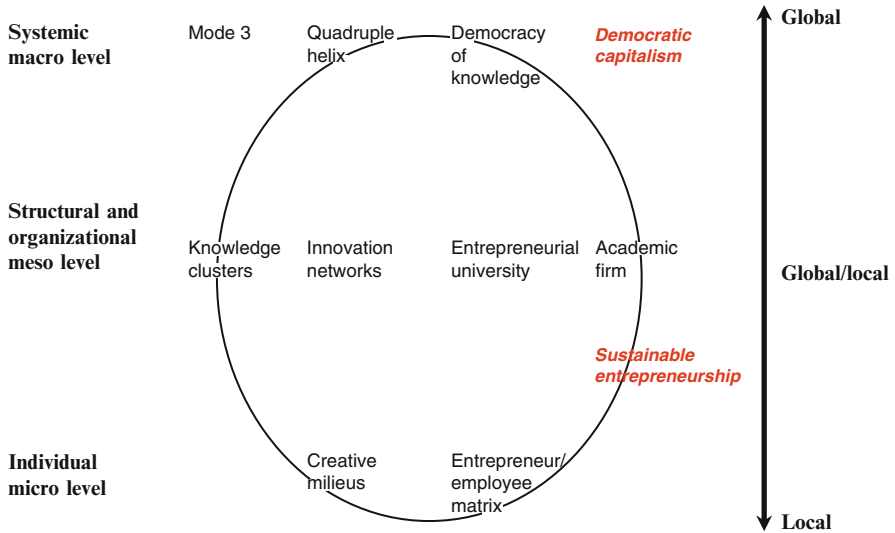 Systemic
macro level
Mode 3
Quadruple
helix
Democracy
of
knowledge
Democratic
capitalism
Global
Structural and
organizational
meso level
Knowledge
clusters
Innovation
networks
Entrepreneurial
university
Academic
firm
Global/local
Sustainable
entrepreneurship
Individual
micro level
Creative
milieus
Entrepreneur/
employee
matrix
Local